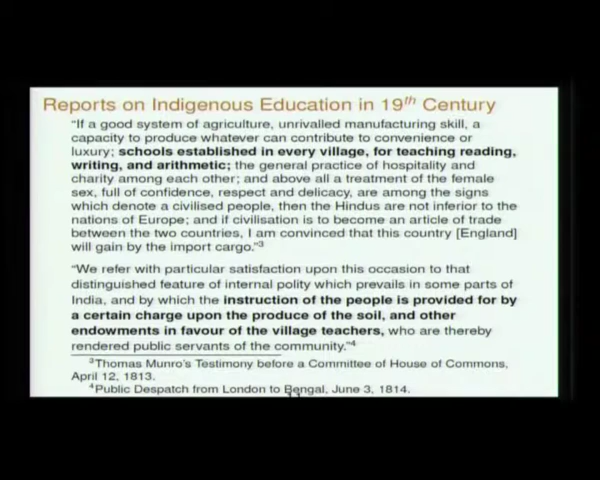 Reports on Indigenous Education in 19th Century
"If a good system of agriculture, unrivalled manufacturing skill, a
capacity to produce whatever can contribute to convenience or
luxury; schools established in every village, for teaching reading,
writing, and arithmetic; the general practice of hospitality and
charity among each other; and above all a treatment of the female
sex, full of confidence, respect and delicacy, are among the signs
which denote a civilised people, then the Hindus are not inferior to the
nations of Europe; and if civilisation is to become an article of trade
between the two countries, I am convinced that this country [England]
will gain by the import cargo."3
"We refer with particular satisfaction upon this occasion to that
distinguished feature of internal polity which prevails in some parts of
India, and by which the instruction of the people is provided for by
a certain charge upon the produce of the soil, and other
endowments in favour of the village teachers, who are thereby
rendered public servants of the community."4
3Thomas Munro's Testimony before a Committee of House of Commons,
April 12, 1813.
4Public Despatch from London to Bengal, June 3, 1814.